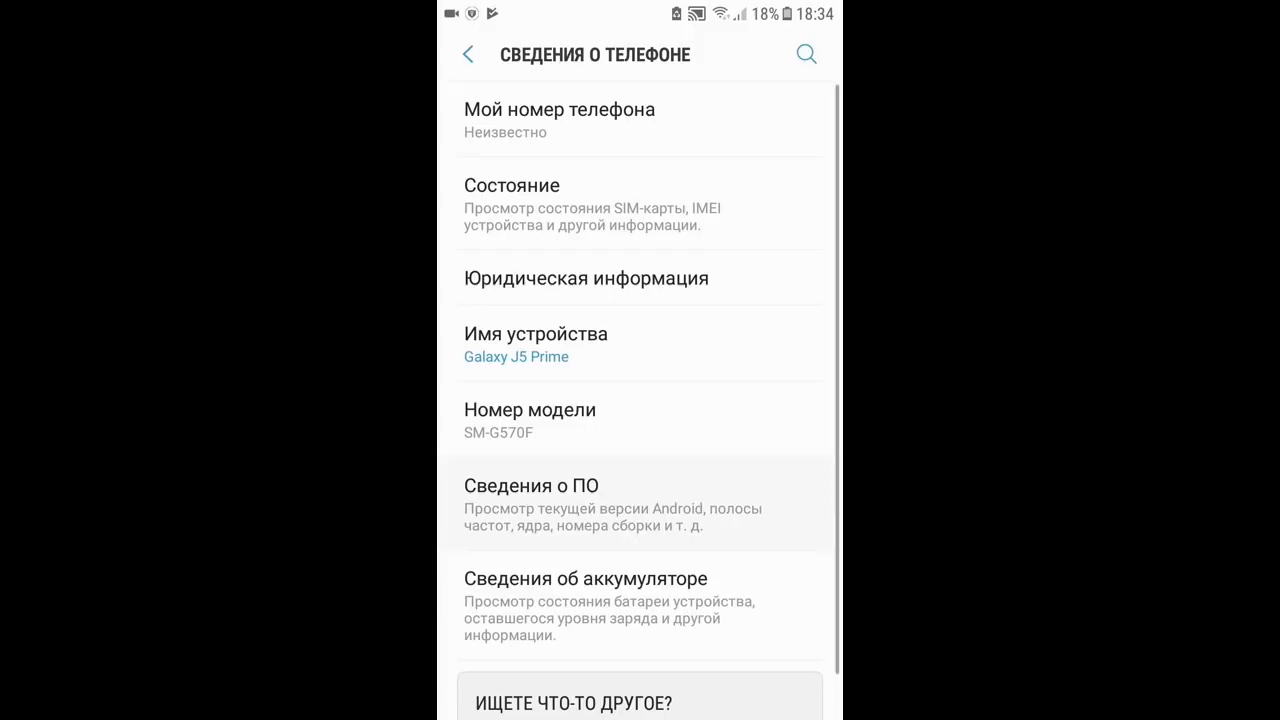 18% 18:34
СВЕДЕНИЯ О ТЕЛЕФОНЕ
Мой номер телефона
Неизвестно
Состояние
Просмотр состояния SIM-карты, IMEI
устройства и другой информации.
Юридическая информация
Имя устройства
Galaxy J5 Prime
Номер модели
SM-G570F
Сведения о ПО
Просмотр текущей версии Android, полосы
частот, ядра, номера сборки и т. д.
Сведения об аккумуляторе
Просмотр состояния батареи устройства,
оставшегося уровня заряда и другой
информации.
ИЩЕТЕ ЧТО-ТО ДРУГОЕ?